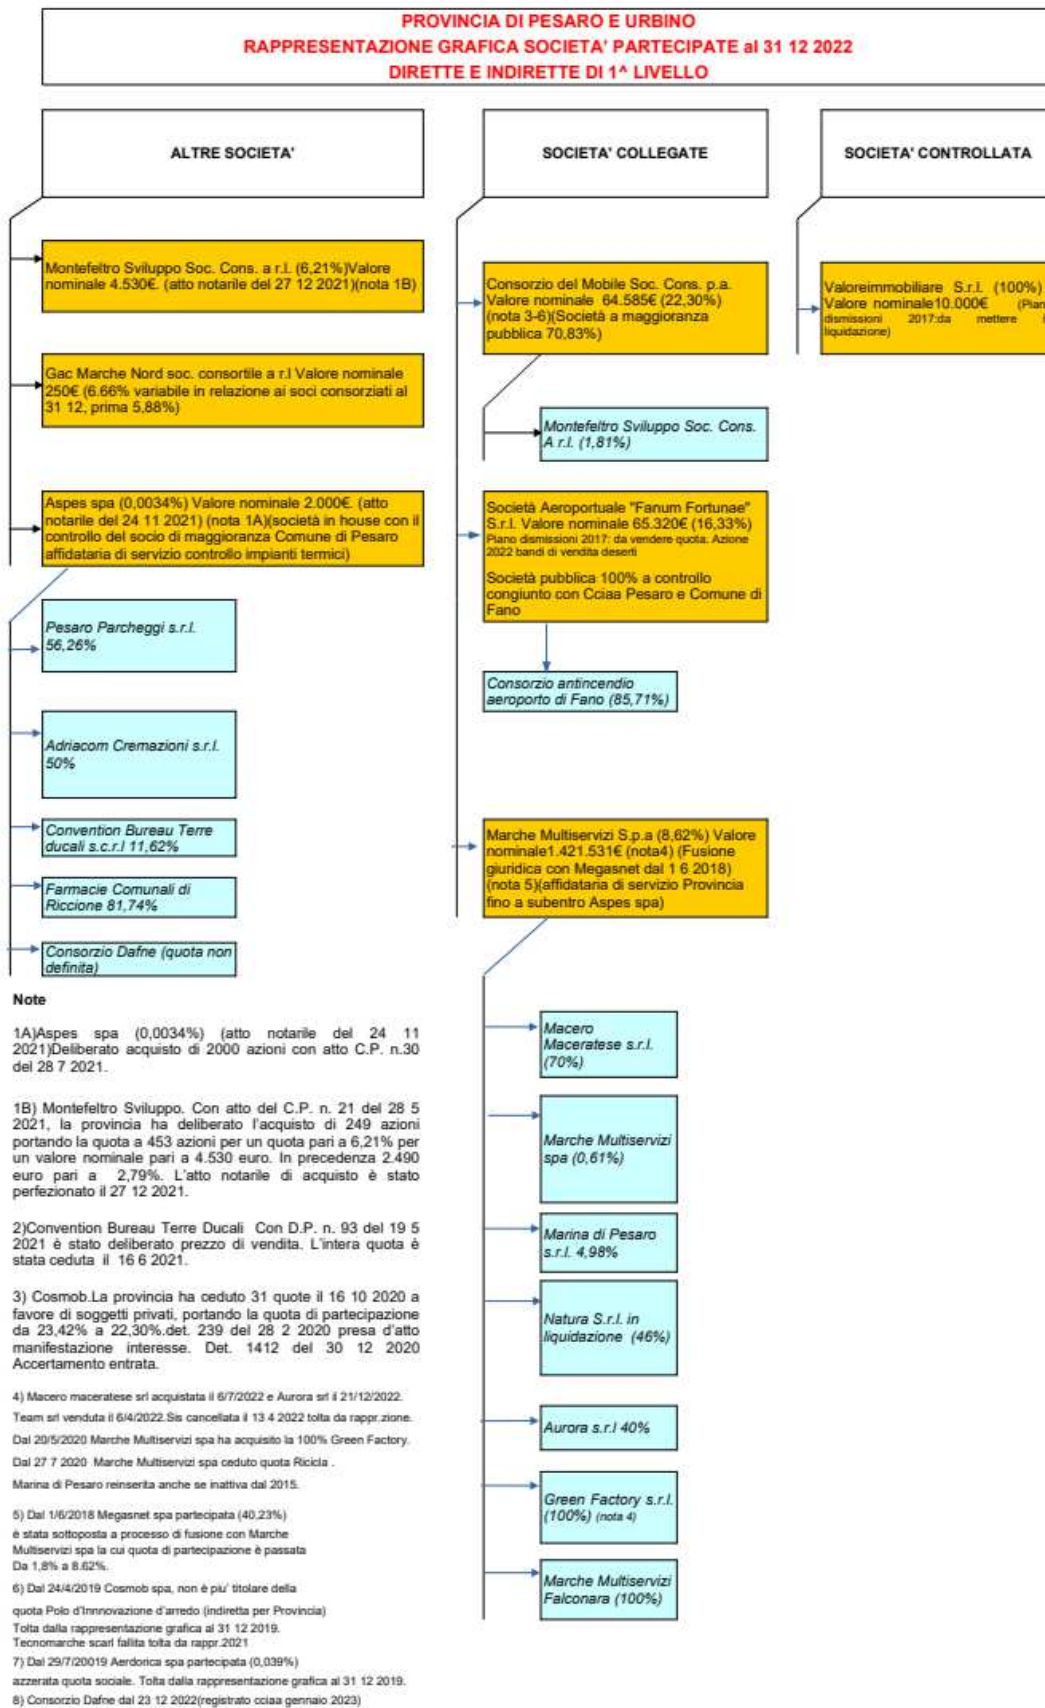 PROVINCIA DI PESARO E URBINO
RAPPRESENTAZIONE GRAFICA SOCIETA' PARTECIPATE al 31 12 2022
DIRETTE E INDIRETTE DI 1^ LIVELLO
ALTRE SOCIETA'
Montefeltro Sviluppo Soc. Cons. a r.l. (6,21%)Valore
nominale 4.530€. (atto notarile del 27 12 2021)(nota 1B)
Gac Marche Nord soc. consortile a r.l Valore nominale
250€ (6.66% variabile in relazione ai soci consorziati al
31 12, prima 5,88%)
Aspes spa (0,0034%) Valore nominale 2.000€. (atto
notarile del 24 11 2021) (nota 1A)(società in house con il
controllo del socio di maggioranza Comune di Pesaro
affidataria di servizio controllo impianti termici)
Pesaro Parcheggi s.r.l.
56,26%
Adriacom Cremazioni s.r.l.
50%
Convention Bureau Terre
ducali s.c.r.l 11,62%
Farmacie Comunali di
Riccione 81,74%
Consorzio Dafne (quota non
definita)
SOCIETA' COLLEGATE
Consorzio del Mobile Soc. Cons. p.a.
Valore nominale 64.585€ (22,30%)
(nota 3-6)(Società a maggioranza
pubblica 70,83%)
Montefeltro Sviluppo Soc. Cons.
A r.l. (1,81%)
Società Aeroportuale "Fanum Fortunae"
S.r.l. Valore nominale 65.320€ (16,33%)
Piano dismissioni 2017: da vendere quota. Azione
2022 bandi di vendita deserti
Società pubblica 100% a controllo
congiunto con Cciaa Pesaro e Comune di
Fano
Consorzio antincendio
aeroporto di Fano (85,71%)
Marche Multiservizi S.p.a (8,62%) Valore
nominale1.421.531€ (nota4) (Fusione
giuridica con Megasnet dal 1 6 2018)
(nota 5)(affidataria di servizio Provincia
fino a subentro Aspes spa)
Macero
Maceratese s.r.l.
(70%)
Marche Multiservizi
spa (0,61%)
Marina di Pesaro
s.r.l. 4,98%
Natura S.r.l. in
liquidazione (46%)
Aurora s.r.l 40%
Green Factory s.r.l.
(100%) (nota 4)
Marche Multiservizi
Falconara (100%)
SOCIETA' CONTROLLATA
Valoreimmobiliare S.r.l. (100%)
Valore nominale10.000€ (Pian
dismissioni 2017:da mettere i
liquidazione)
Note
1A)Aspes spa (0,0034%) (atto notarile del 24 11
2021)Deliberato acquisto di 2000 azioni con atto C.P. n.30
del 28 7 2021.
1B) Montefeltro Sviluppo. Con atto del C.P. n. 21 del 28 5
2021, la provincia ha deliberato l'acquisto di 249 azioni
portando la quota a 453 azioni per un quota pari a 6,21% per
un valore nominale pari a 4.530 euro. In precedenza 2.490
euro pari a 2,79%. L'atto notarile di acquisto è stato
perfezionato il 27 12 2021.
2)Convention Bureau Terre Ducali Con D.P. n. 93 del 19 5
2021 è stato deliberato prezzo di vendita. L'intera quota è
stata ceduta il 16 6 2021.
3) Cosmob.La provincia ha ceduto 31 quote il 16 10 2020 a
favore di soggetti privati, portando la quota di partecipazione
da 23,42% a 22,30%.det. 239 del 28 2 2020 presa d'atto
manifestazione interesse. Det. 1412 del 30 12 2020
Accertamento entrata.
4) Macero maceratese srl acquistata il 6/7/2022 e Aurora srl il 21/12/2022.
Team srl venduta il 6/4/2022.Sis cancellata il 13 4 2022 tolta da rappr.zione.
Dal 20/5/2020 Marche Multiservizi spa ha acquisito la 100% Green Factory.
Dal 27 7 2020 Marche Multiservizi spa ceduto quota Ricicla .
Marina di Pesaro reinserita anche se inattiva dal 2015.
5) Dal 1/6/2018 Megasnet spa partecipata (40,23%)
è stata sottoposta a processo di fusione con Marche
Multiservizi spa la cui quota di partecipazione è passata
Da 1,8% a 8.62%.
6) Dal 24/4/2019 Cosmob spa, non è piu' titolare della
quota Polo d'Innnovazione d'arredo (indiretta per Provincia)
Tolta dalla rappresentazione grafica al 31 12 2019.
Tecnomarche scarl fallita tolta da rappr.2021
7) Dal 29/7/20019 Aerdorica spa partecipata (0,039%)
azzerata quota sociale. Tolta dalla rappresentazione grafica al 31 12 2019.
8) Consorzio Dafne dal 23 12 2022(registrato cciaa gennaio 2023)